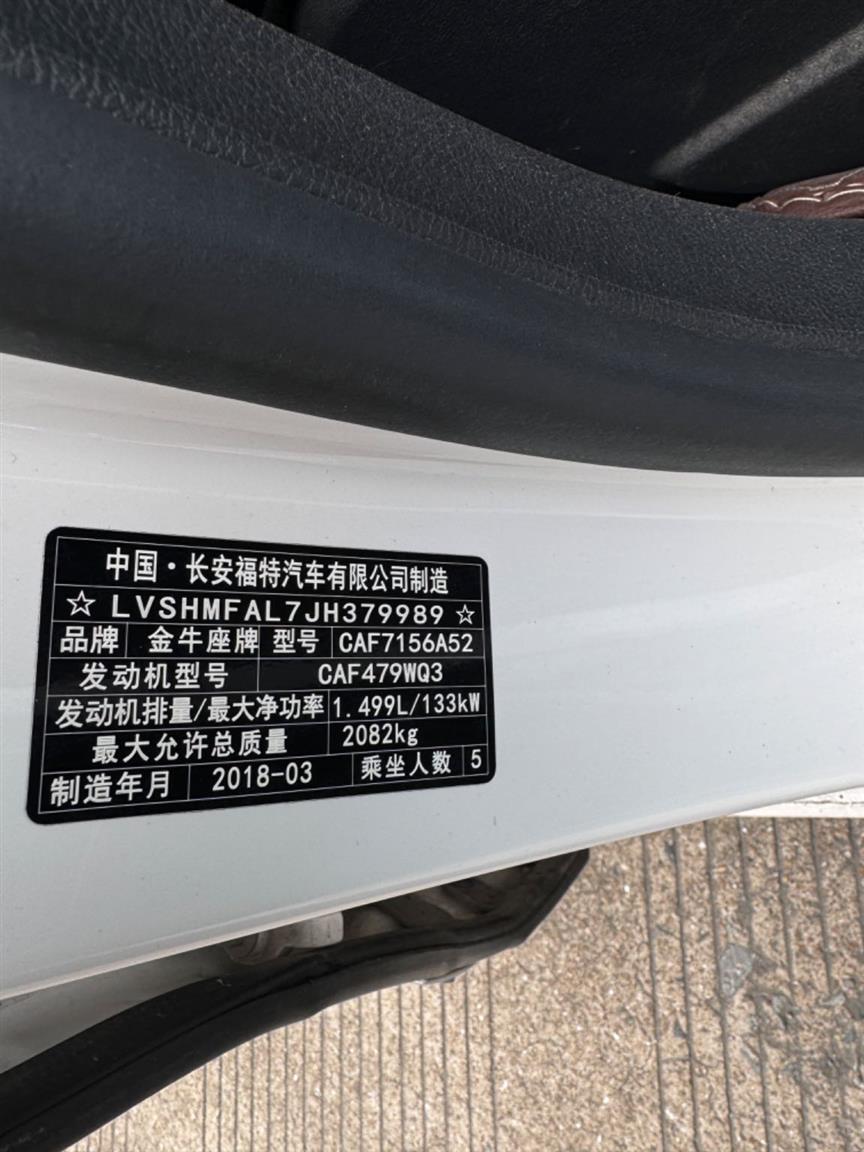 中国·长安福特汽车有限公司制造
☆ LVSHMFAL7JH379989 ☆
品牌 金牛座牌 型号 CAF7156A52
发动机型号 CAF479WQ3
发动机排量/最大净功率 1.499L/133kW
最大允许总质量 2082kg
制造年月 2018-03 乘坐人数 5